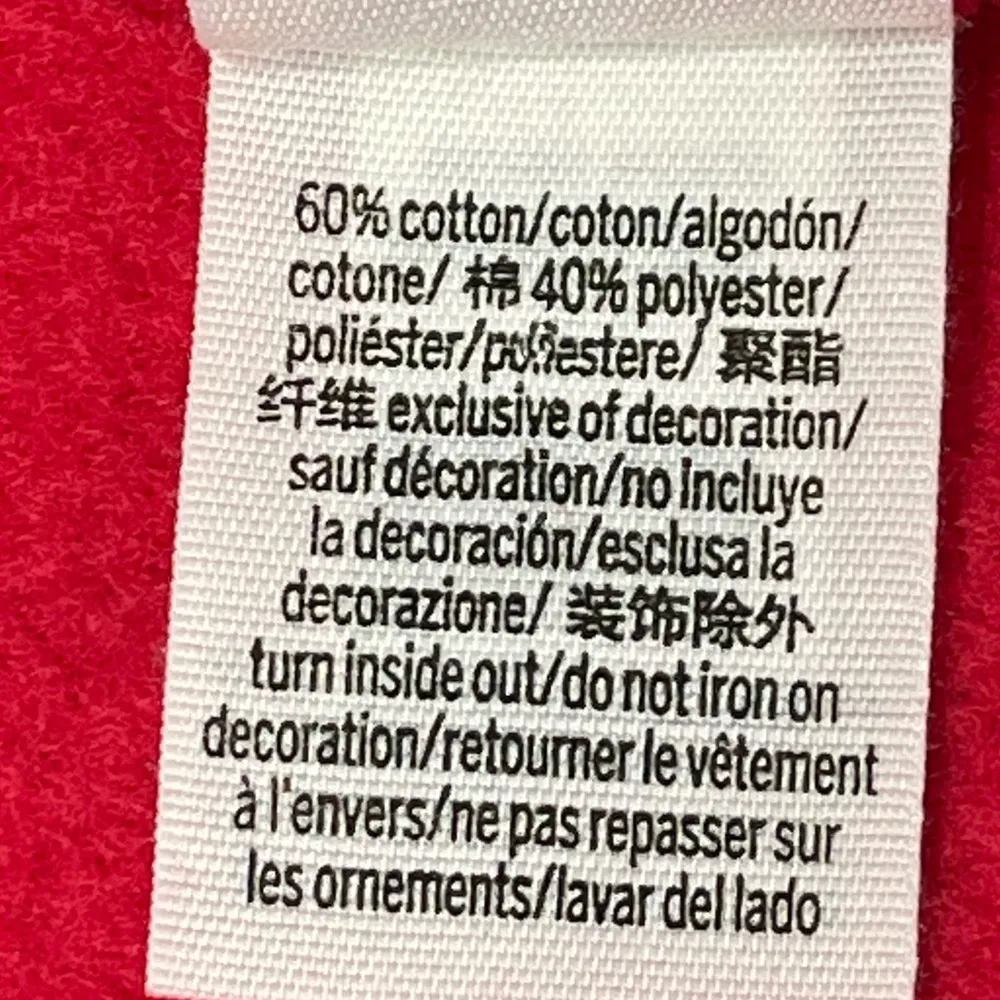 60% cotton/coton/algodón/
cotone/ 棉 40% polyester/
poliéster/poliestere/ 聚酯
纤维 exclusive of decoration/
sauf décoration/no incluye
la decoración/esclusa la
decorazione/ 装饰除外
turn inside out/do not iron on
decoration/retourner le vêtement
à l'envers/ne pas repasser sur
les ornements/lavar del lado